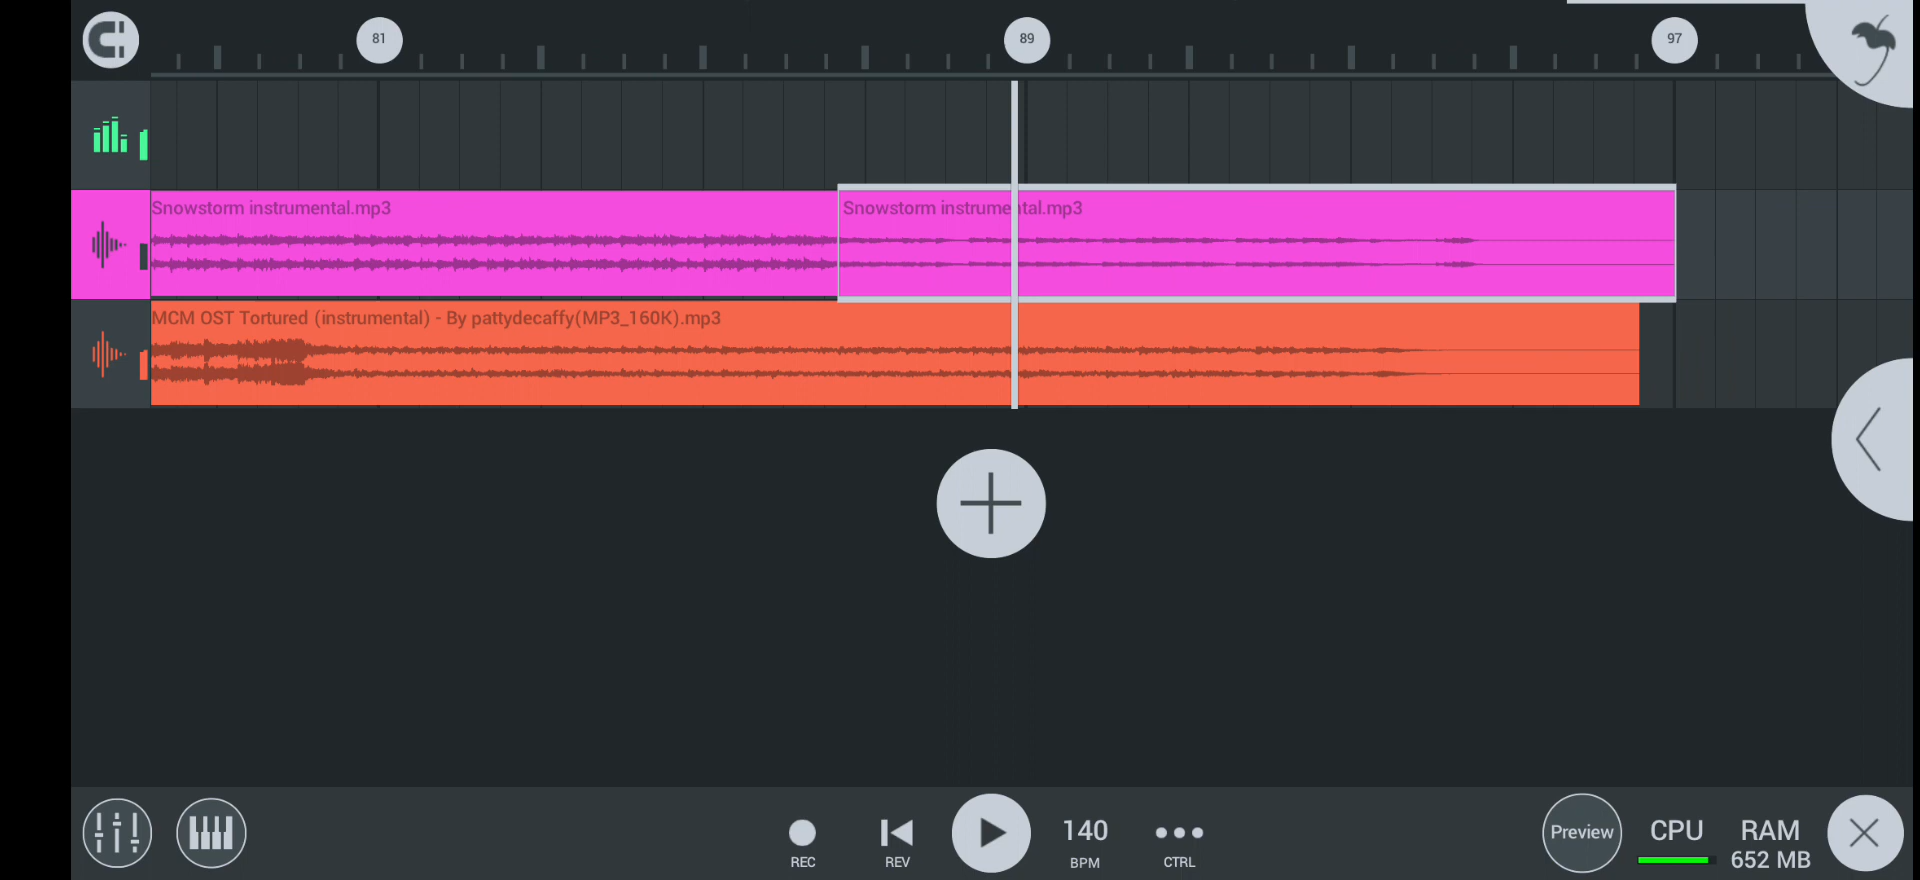 81
89
97
Snowstorm instrumental.mp3
Snowstorm instrumental.mp3
MCM OST Tortured (instrumental) - By pattydecaffy(MP3_160K).mp3
REC
REV
140
BPM
CTRL
Preview
CPU
RAM
652 MB